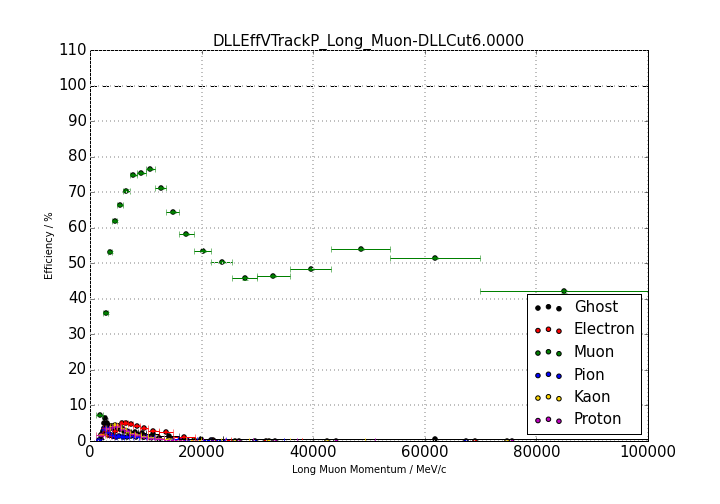 DLLEffVTrackP_Long_Muon-DLLCut6.0000
110
100
90
80
70
60
50
40
30
20
10
0
Efficiency / %
Ghost
Electron
Muon
Pion
Kaon
Proton
0 20000 40000 60000 80000 100000
Long Muon Momentum / MeV/c